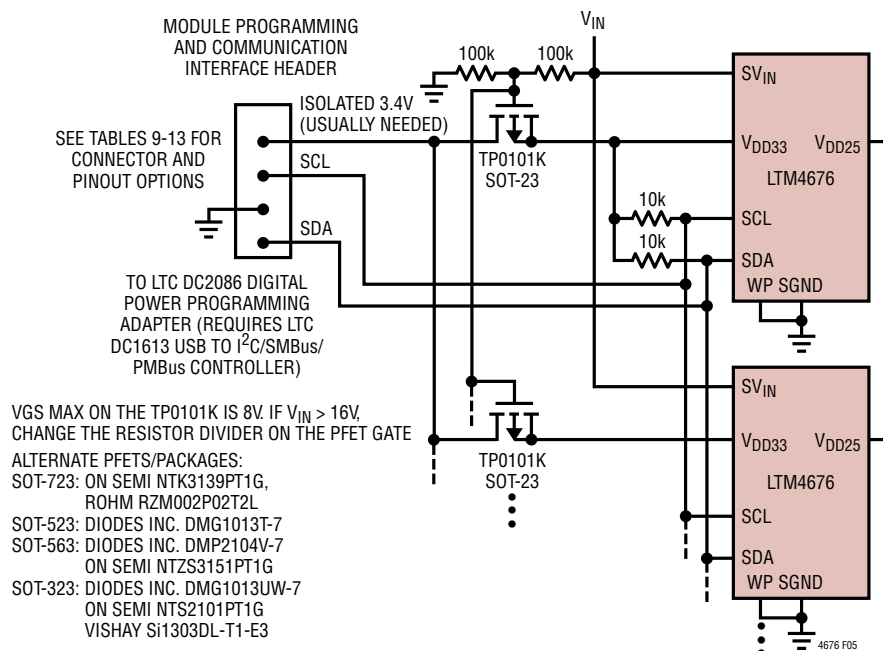 MODULE PROGRAMMING
AND COMMUNICATION
INTERFACE HEADER
VIN
100k
100k
ISOLATED 3.4V
(USUALLY NEEDED)
SEE TABLES 9-13 FOR
CONNECTOR AND
PINOUT OPTIONS
SCL
SDA
TP0101K
SOT-23
10k
10k
SVIN
VDD33
VDD25
LTM4676
SCL
SDA
WP SGND
TO LTC DC2086 DIGITAL
POWER PROGRAMMING
ADAPTER (REQUIRES LTC
DC1613 USB TO I2C/SMBus/
PMBus CONTROLLER)
VGS MAX ON THE TP0101K IS 8V. IF VIN > 16V,
CHANGE THE RESISTOR DIVIDER ON THE PFET GATE
ALTERNATE PFETS/PACKAGES:
SOT-723: ON SEMI NTK3139PT1G,
ROHM RZM002P02T2L
SOT-523: DIODES INC. DMG1013T-7
SOT-563: DIODES INC. DMP2104V-7
ON SEMI NTZS3151PT1G
SOT-323: DIODES INC. DMG1013UW-7
ON SEMI NTS2101PT1G
VISHAY Si1303DL-T1-E3
TP0101K
SOT-23
SVIN
VDD33
VDD25
LTM4676
SCL
SDA
WP SGND
4676 F05